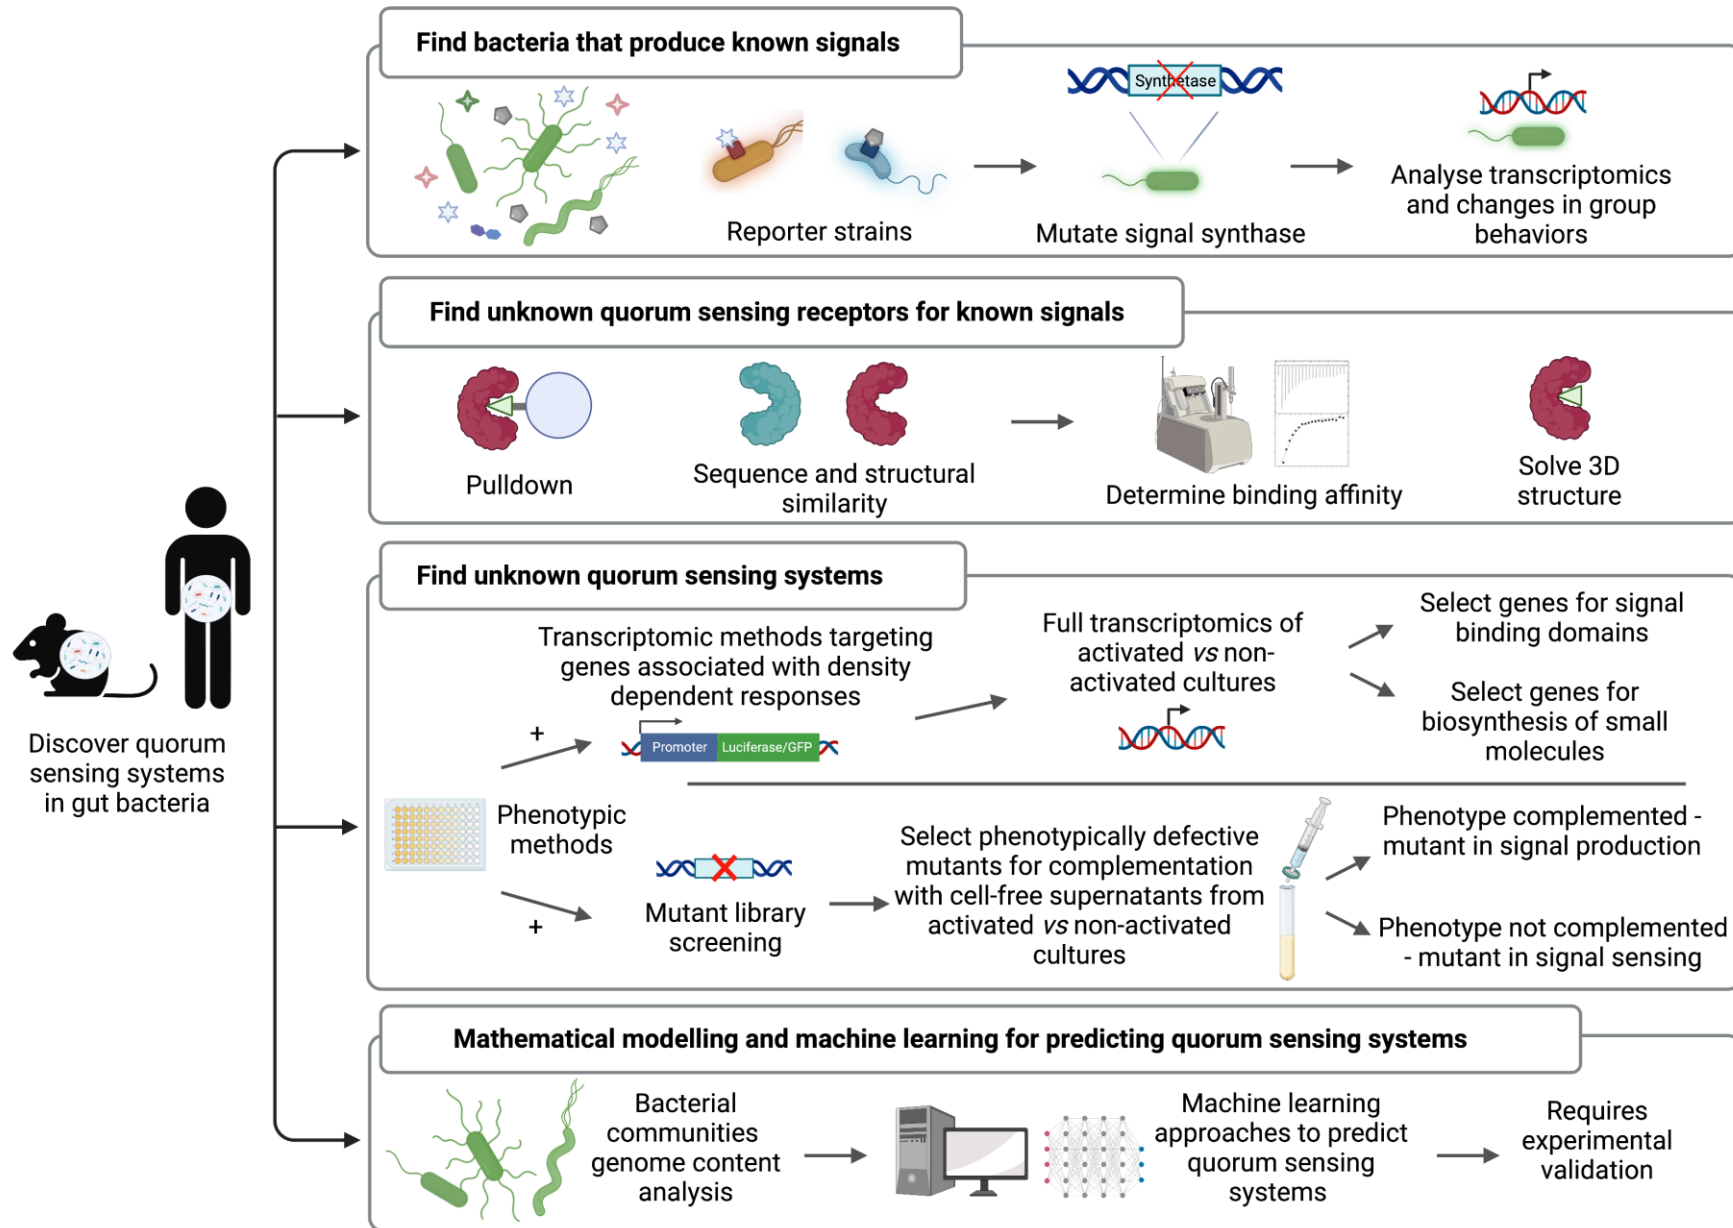 Find bacteria that produce known signals
Synthetase
Reporter strains
Mutate signal synthase
Analyse transcriptomics
and changes in group
behaviors
Find unknown quorum sensing receptors for known signals
Pulldown
Sequence and structural
similarity
Determine binding affinity
Solve 3D
structure
Discover quorum
sensing systems
in gut bacteria
Find unknown quorum sensing systems
Phenotypic
methods
+
Transcriptomic methods targeting
genes associated with density
dependent responses
Promoter
Luciferase/GFP
Full transcriptomics of
activated vs non-
activated cultures
Select genes for signal
binding domains
Select genes for
biosynthesis of small
molecules
+
Mutant library
screening
Select phenotypically defective
mutants for complementation
with cell-free supernatants from
activated vs non-activated
cultures
Phenotype complemented -
mutant in signal production
Phenotype not complemented
- mutant in signal sensing
Mathematical modelling and machine learning for predicting quorum sensing systems
Bacterial
communities
genome content
analysis
Machine learning
approaches to predict
quorum sensing
systems
Requires
experimental
validation